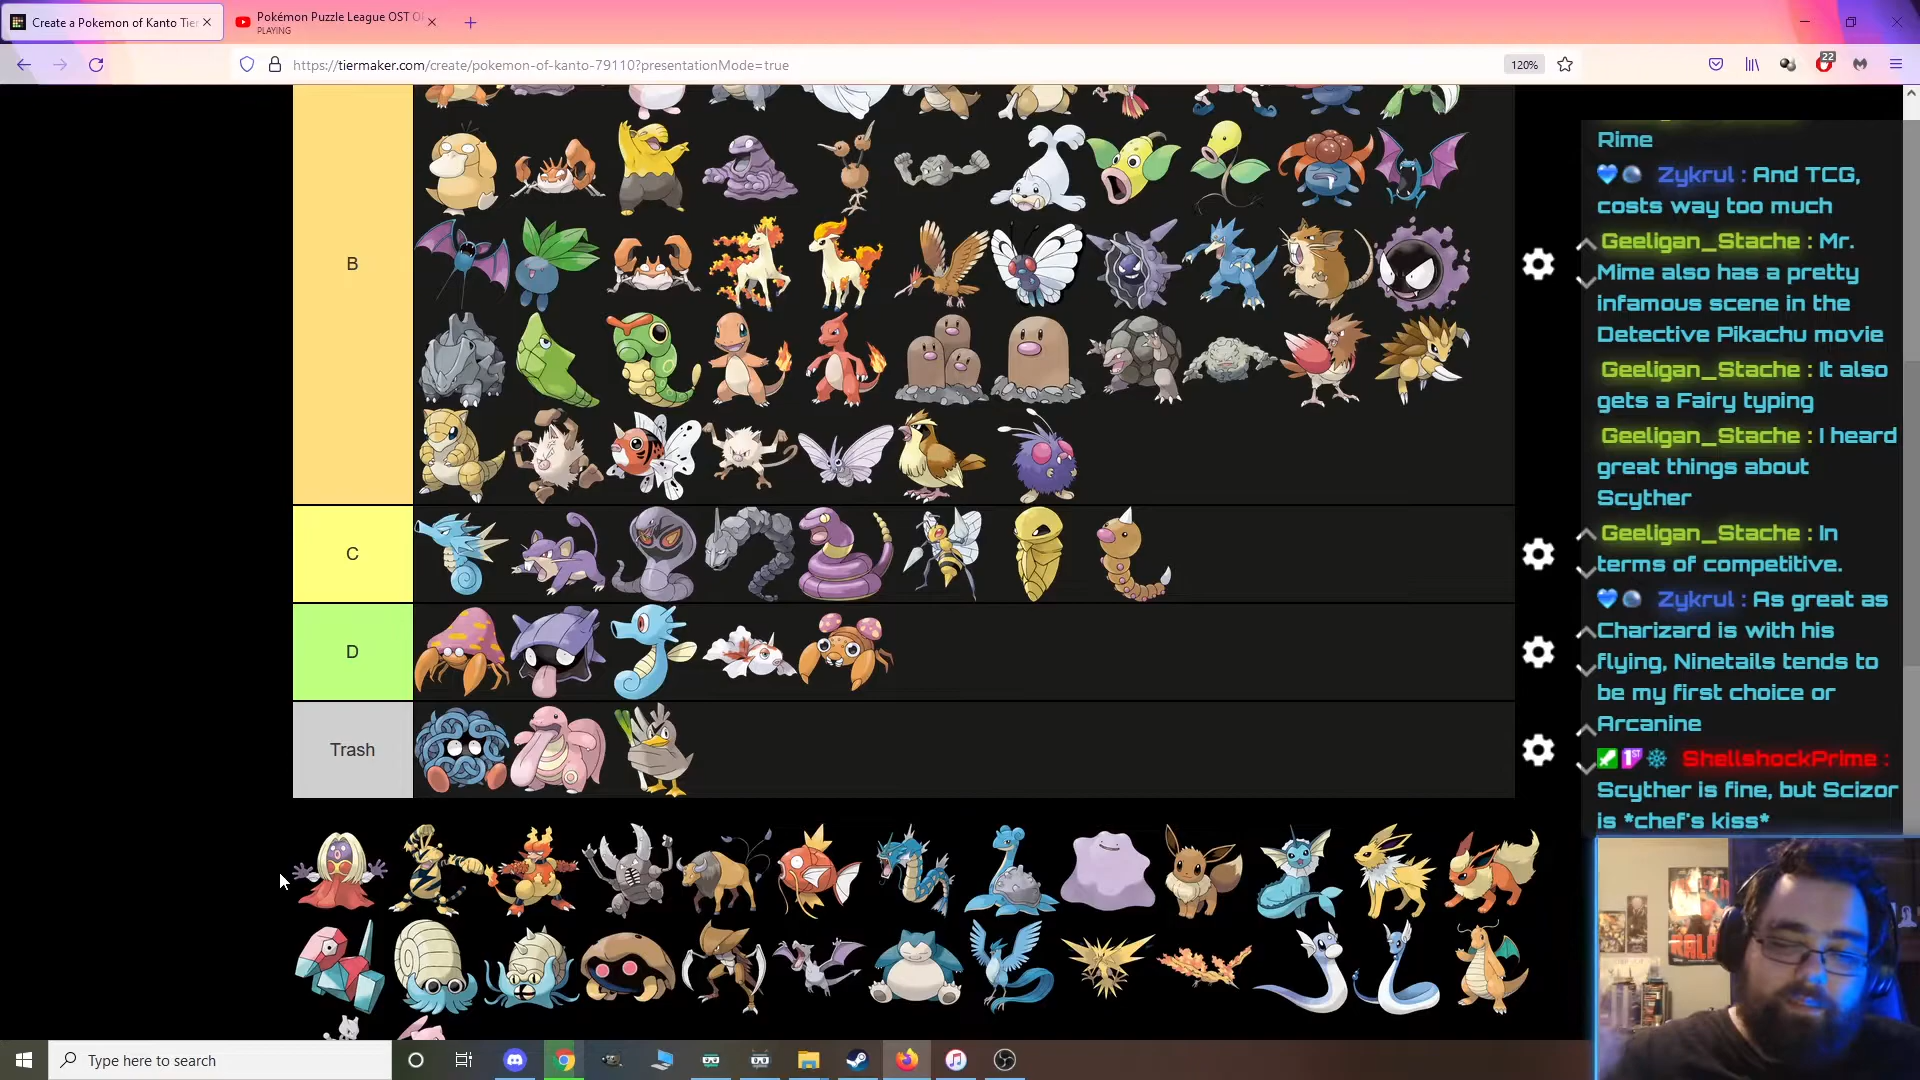 Create a Pokemon of Kanto Tier
Pokémon Puzzle League OST
PLAYING
https://tiermaker.com/create/pokemon-of-kanto-79110?presentationMode=true
120%
22
B
C
D
Trash
Rime
Zykrul : And TCG,
costs way too much
Geeligan_Stache : Mr.
Mime also has a pretty
infamous scene in the
Detective Pikachu movie
Geeligan_Stache : It also
gets a Fairy typing
Geeligan_Stache : I heard
great things about
Scyther
Geeligan_Stache : In
terms of competitive.
Zykrul : As great as
Charizard is with his
flying, Ninetails tends to
be my first choice or
Arcanine
1ST ShellshockPrime :
Scyther is fine, but Scizor
is *chef's kiss*
Type here to search